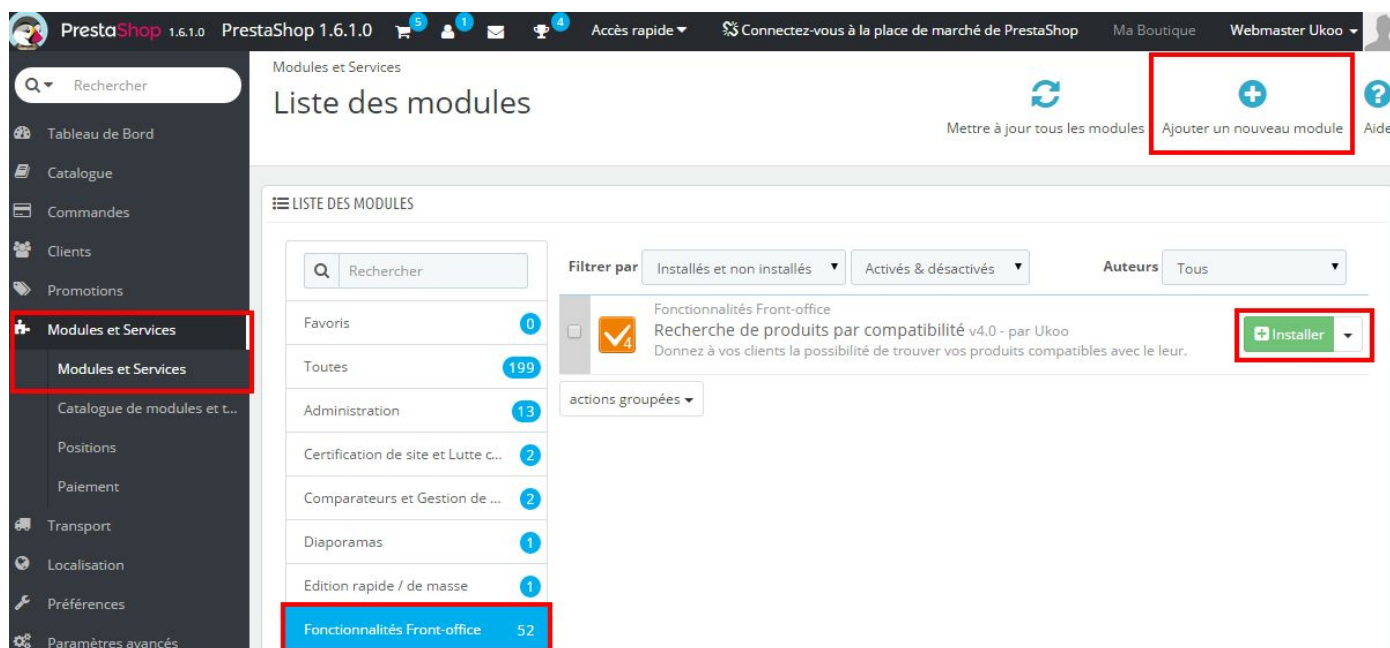 PrestaShop 1.6.1.0 PrestaShop 1.6.1.0 5 1 4 Accès rapide Connectez-vous à la place de marché de PrestaShop Ma Boutique Webmaster Ukoo
Rechercher
Tableau de Bord
Catalogue
Commandes
Clients
Promotions
Modules et Services
Modules et Services
Catalogue de modules et t...
Positions
Paiement
Transport
Localisation
Préférences
Paramètres avancés
Modules et Services
Liste des modules
Mettre à jour tous les modules
Ajouter un nouveau module
Aide
LISTE DES MODULES
Rechercher
Favoris 0
Toutes 199
Administration 13
Certification de site et Lutte c... 2
Comparateurs et Gestion de ... 2
Diaporamas 1
Edition rapide / de masse 1
Fonctionnalités Front-office 52
Filtrer par Installés et non installés Activés & désactivés Auteurs Tous
4
Fonctionnalités Front-office
Recherche de produits par compatibilité v4.0 - par Ukoo
Donnez à vos clients la possibilité de trouver vos produits compatibles avec le leur.
Installer
actions groupées